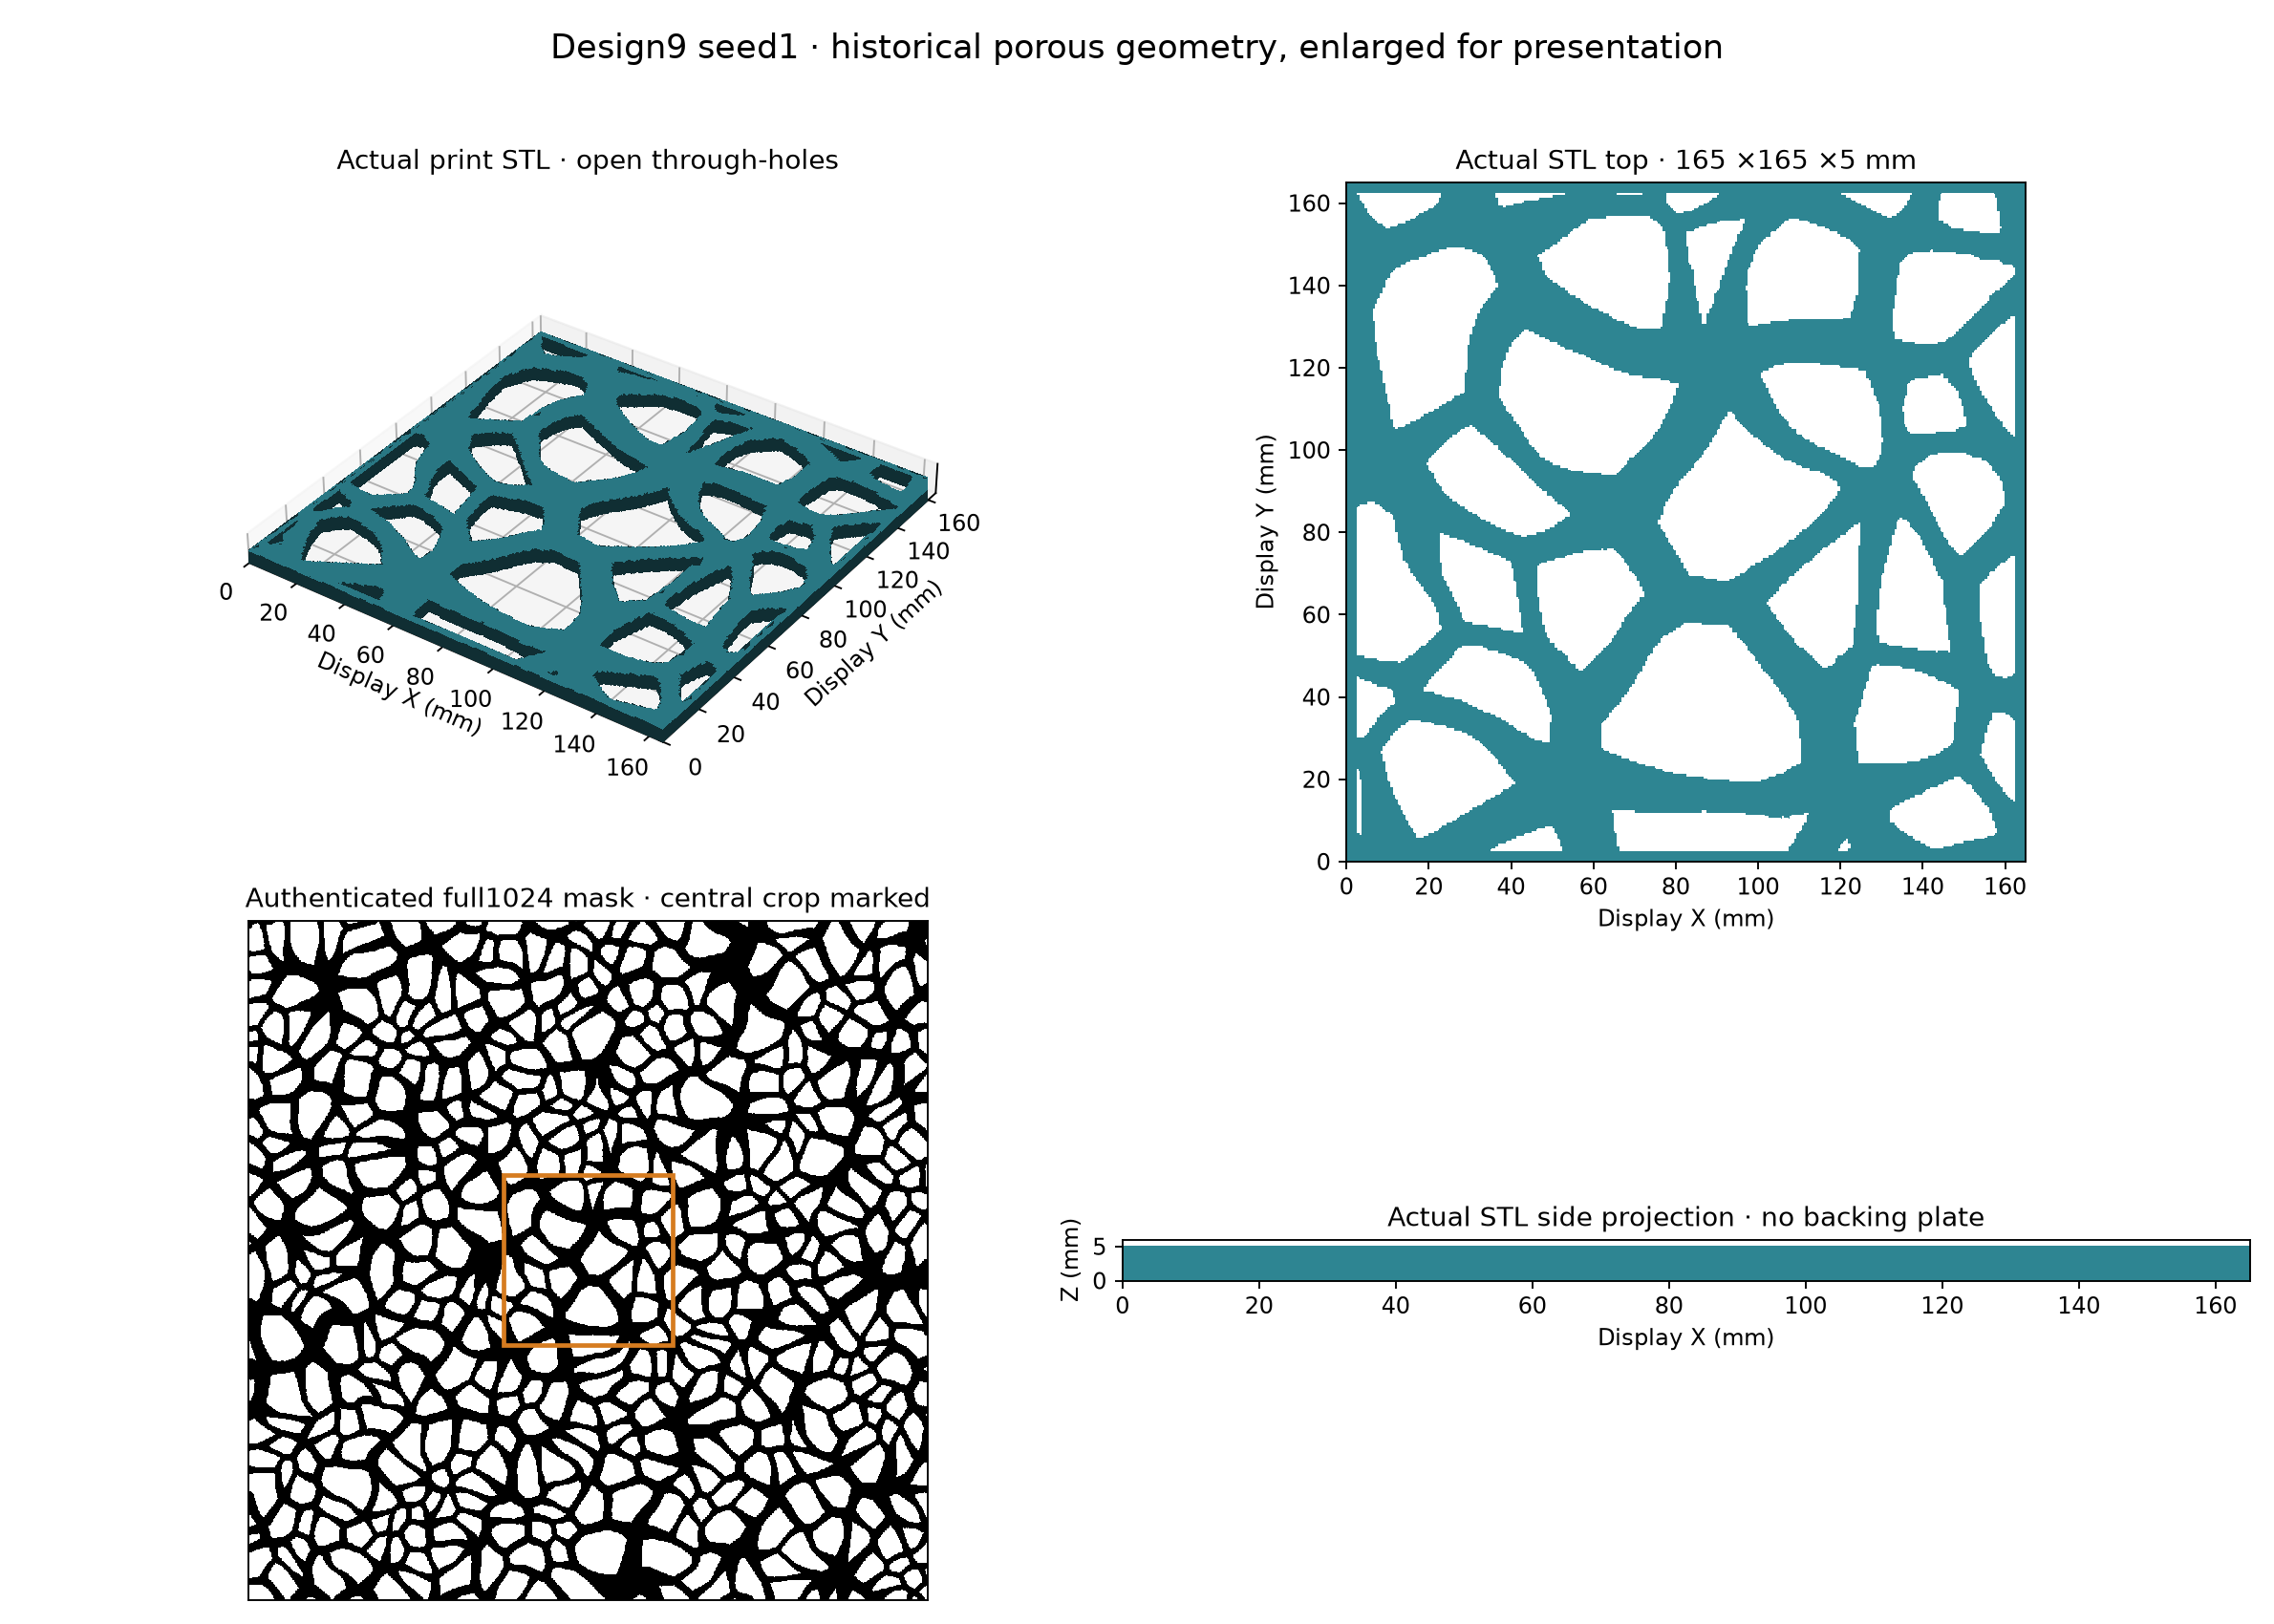 Design9 seed1 · historical porous geometry, enlarged for presentation
Actual print STL · open through-holes
0
20
40
60
80
100
120
140
160
Display X (mm)
0
20
40
60
80
100
120
140
160
Display Y (mm)
Actual STL top · 165 ×165 ×5 mm
160
140
120
100
80
60
40
20
0
Display Y (mm)
0 20 40 60 80 100 120 140 160
Display X (mm)
Authenticated full1024 mask · central crop marked
Actual STL side projection · no backing plate
5
0
Z (mm)
0 20 40 60 80 100 120 140 160
Display X (mm)